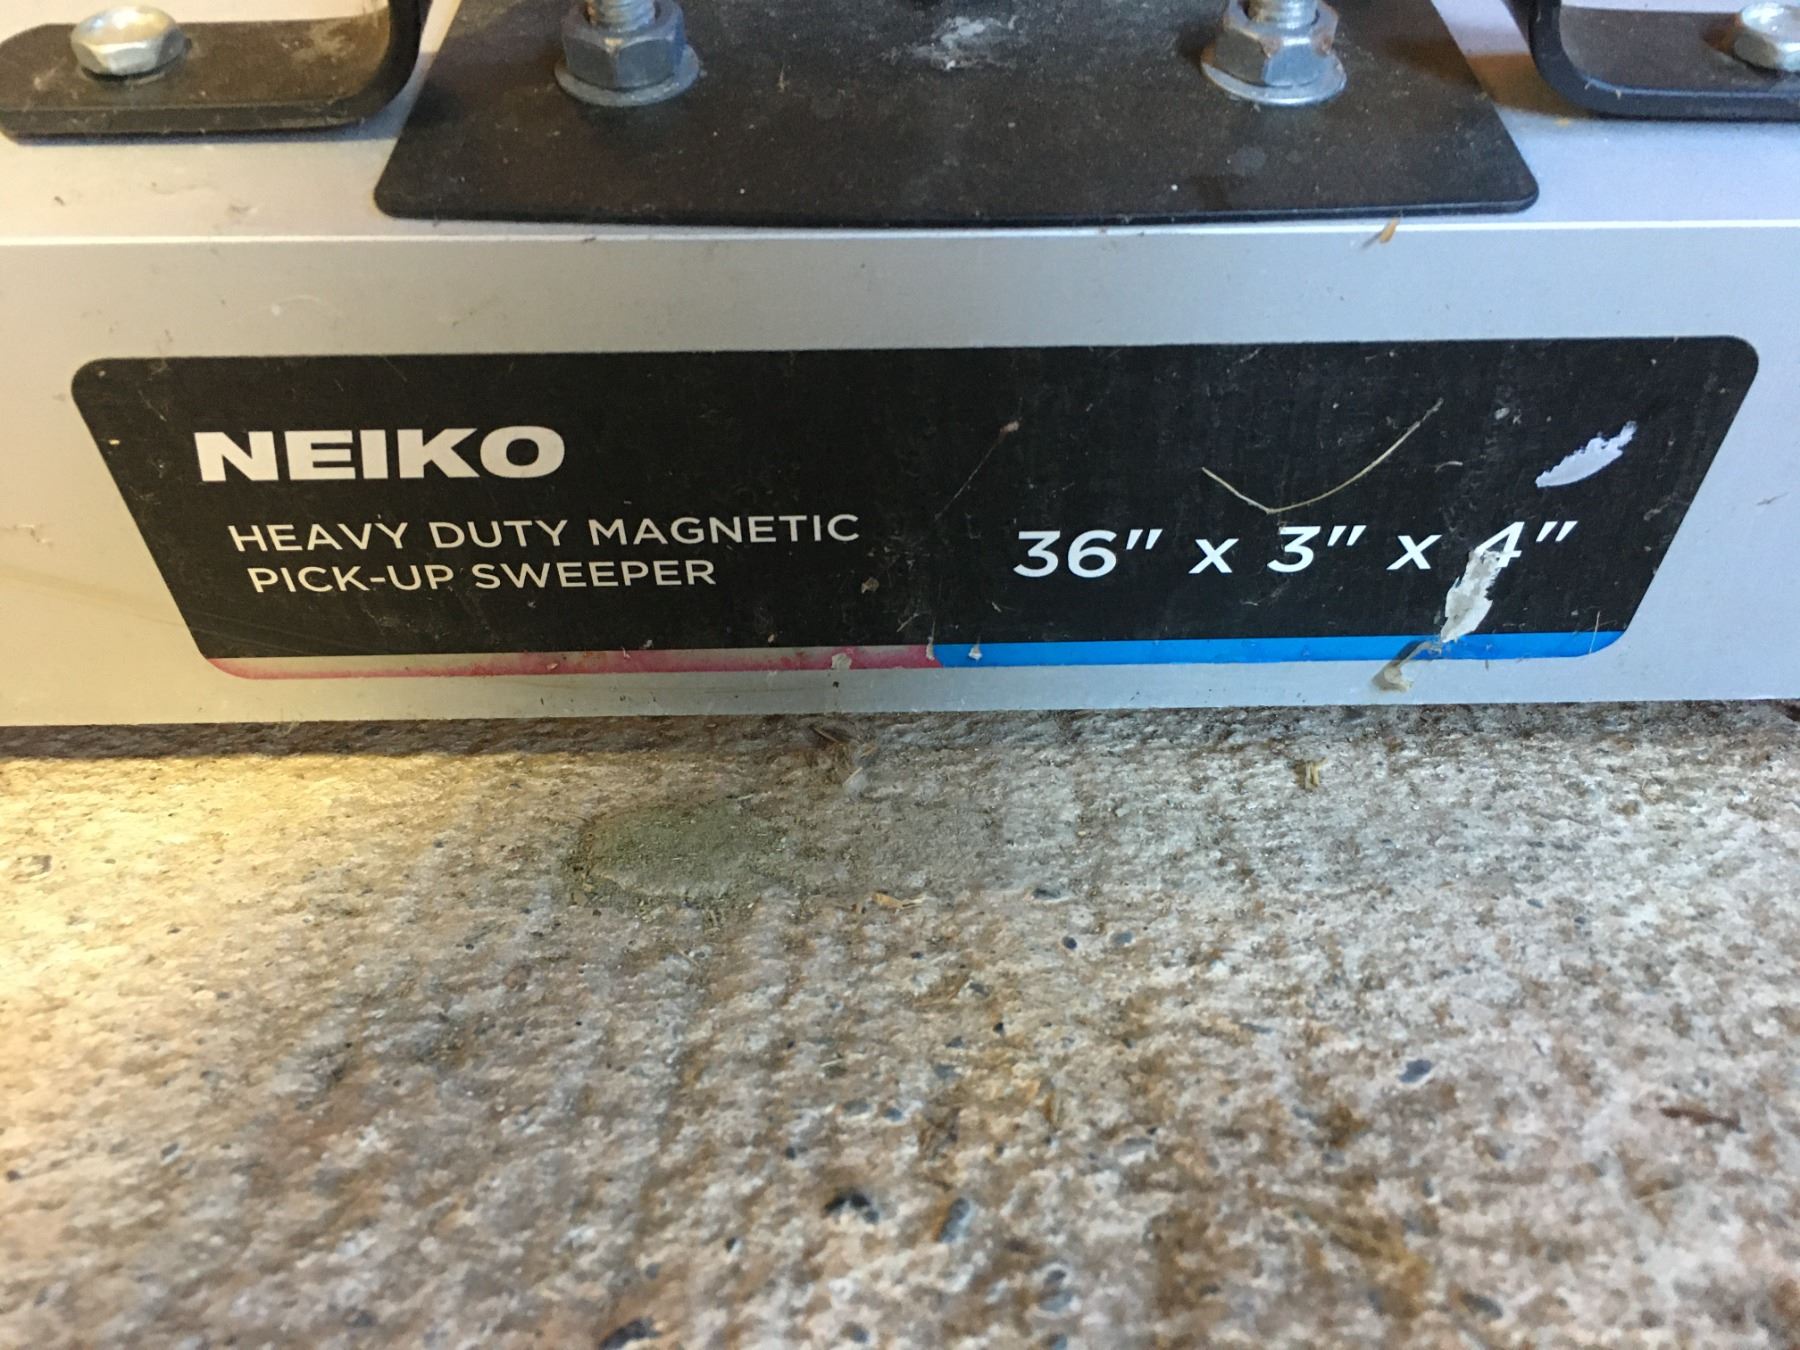 NEIKO
HEAVY DUTY MAGNETIC
PICK-UP SWEEPER
36" x 3" x 4"